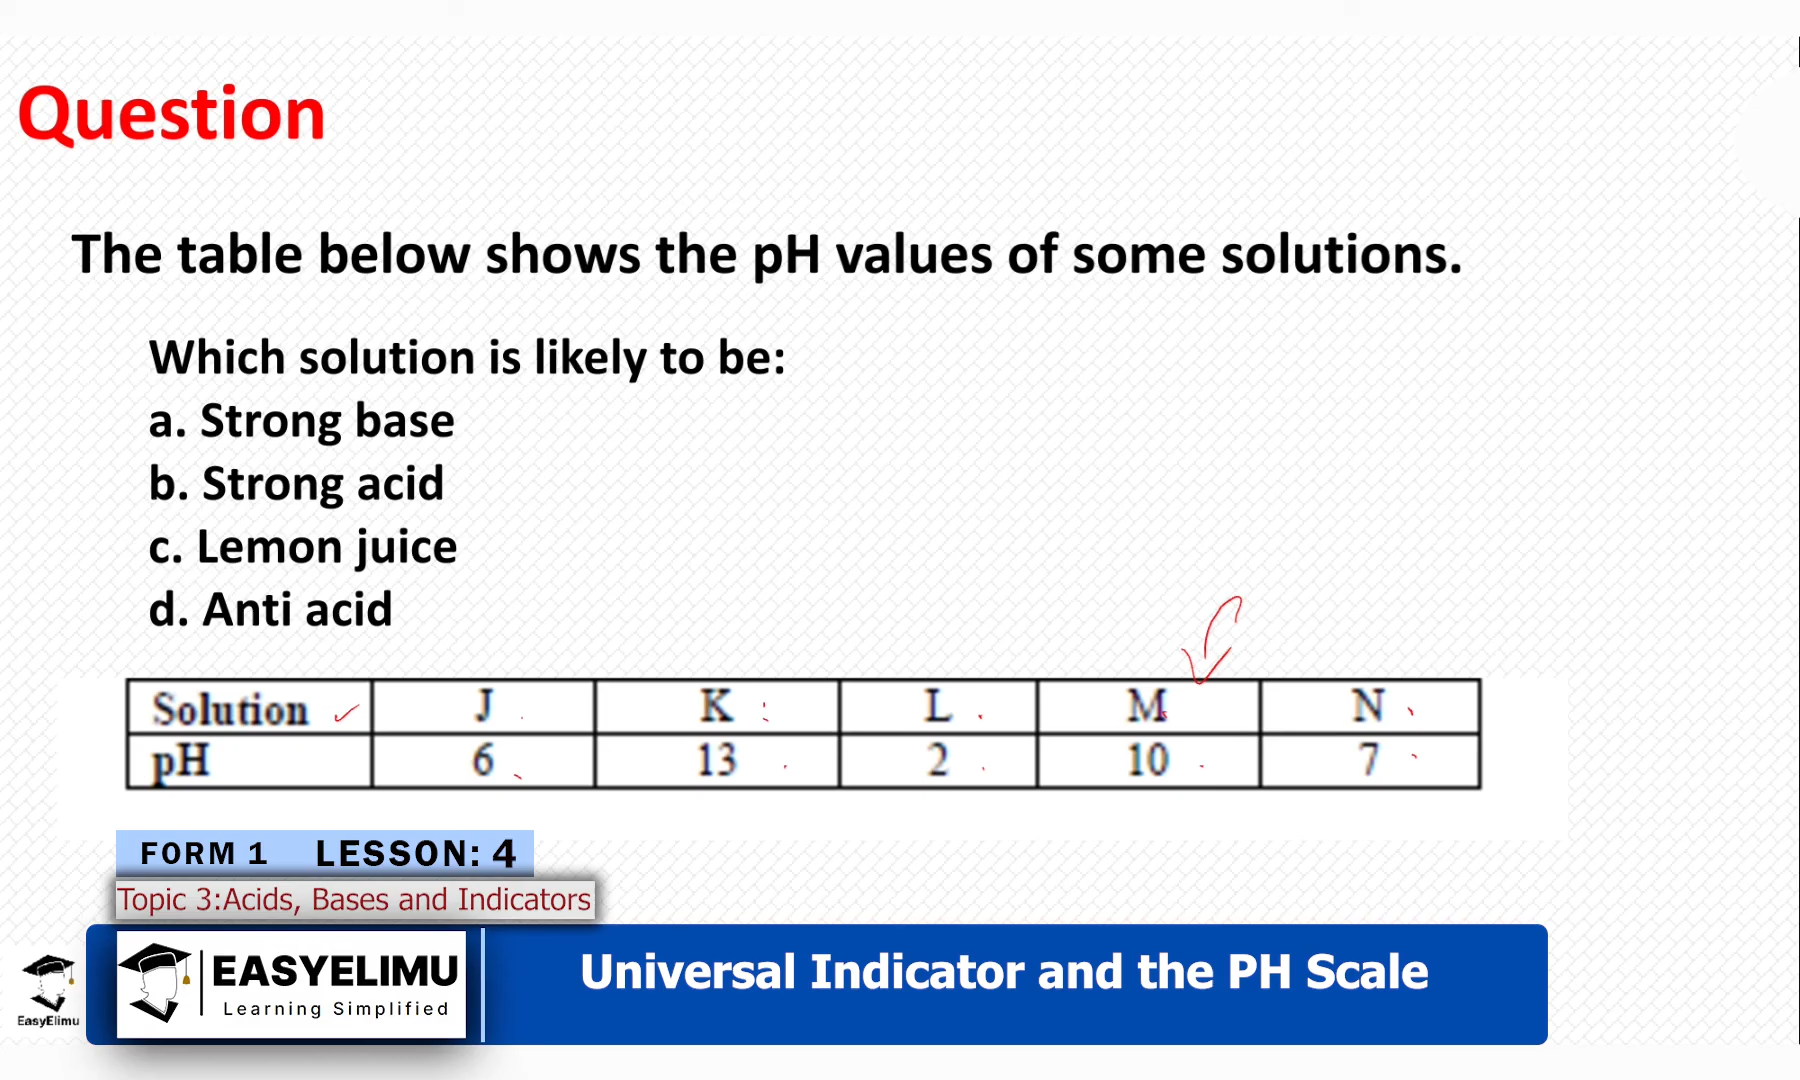 Question
The table below shows the pH values of some solutions.
Which solution is likely to be:
a. Strong base
b. Strong acid
c. Lemon juice
d. Anti acid
Solution J K L M N
pH 6 13 2 10 7
FORM 1 LESSON: 4
Topic 3:Acids, Bases and Indicators
EASYELIMU
Learning Simplified
Universal Indicator and the PH Scale
EasyElimu